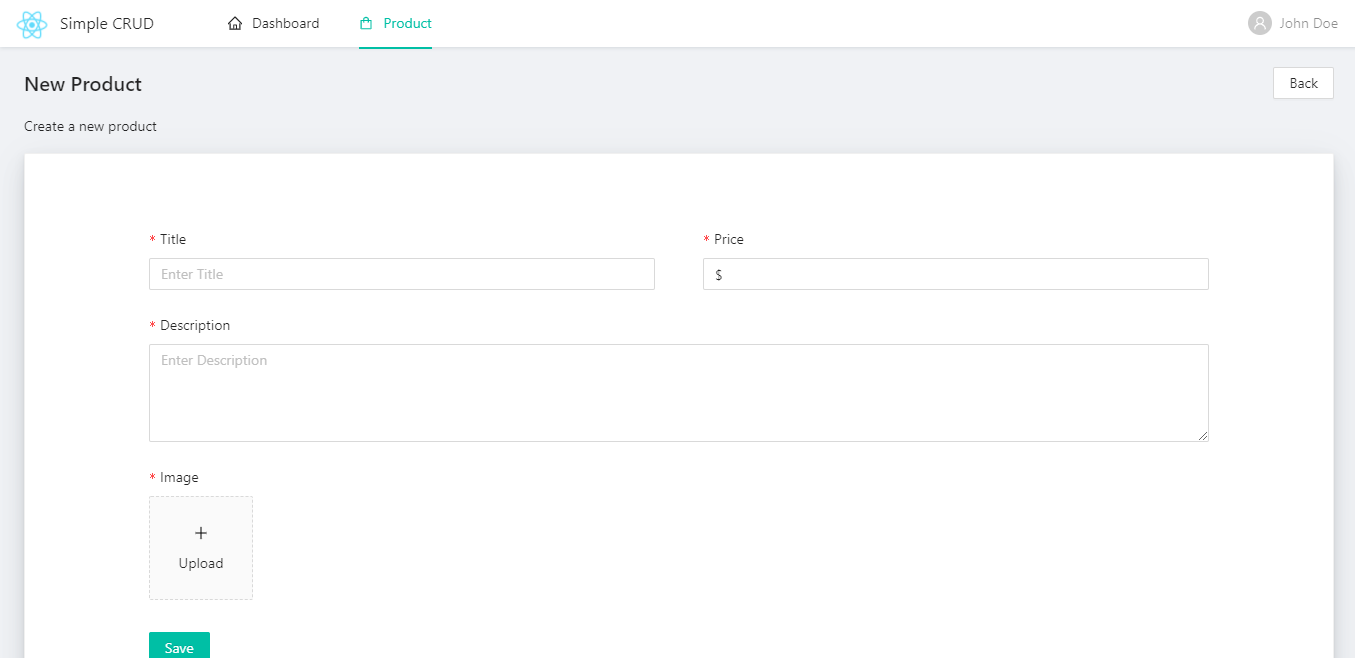 Simple CRUD Dashboard Product John Doe
New Product Back
Create a new product
* Title * Price
Enter Title $
* Description
Enter Description
* Image
+
Upload
Save